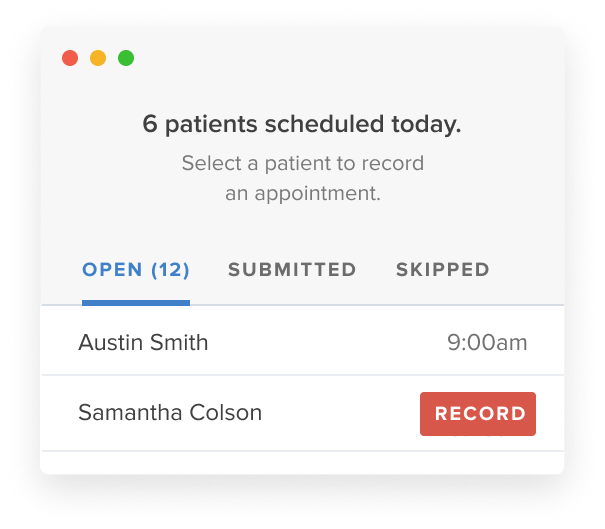 6 patients scheduled today.
Select a patient to record
an appointment.
OPEN (12) SUBMITTED SKIPPED
Austin Smith 9:00am
Samantha Colson RECORD